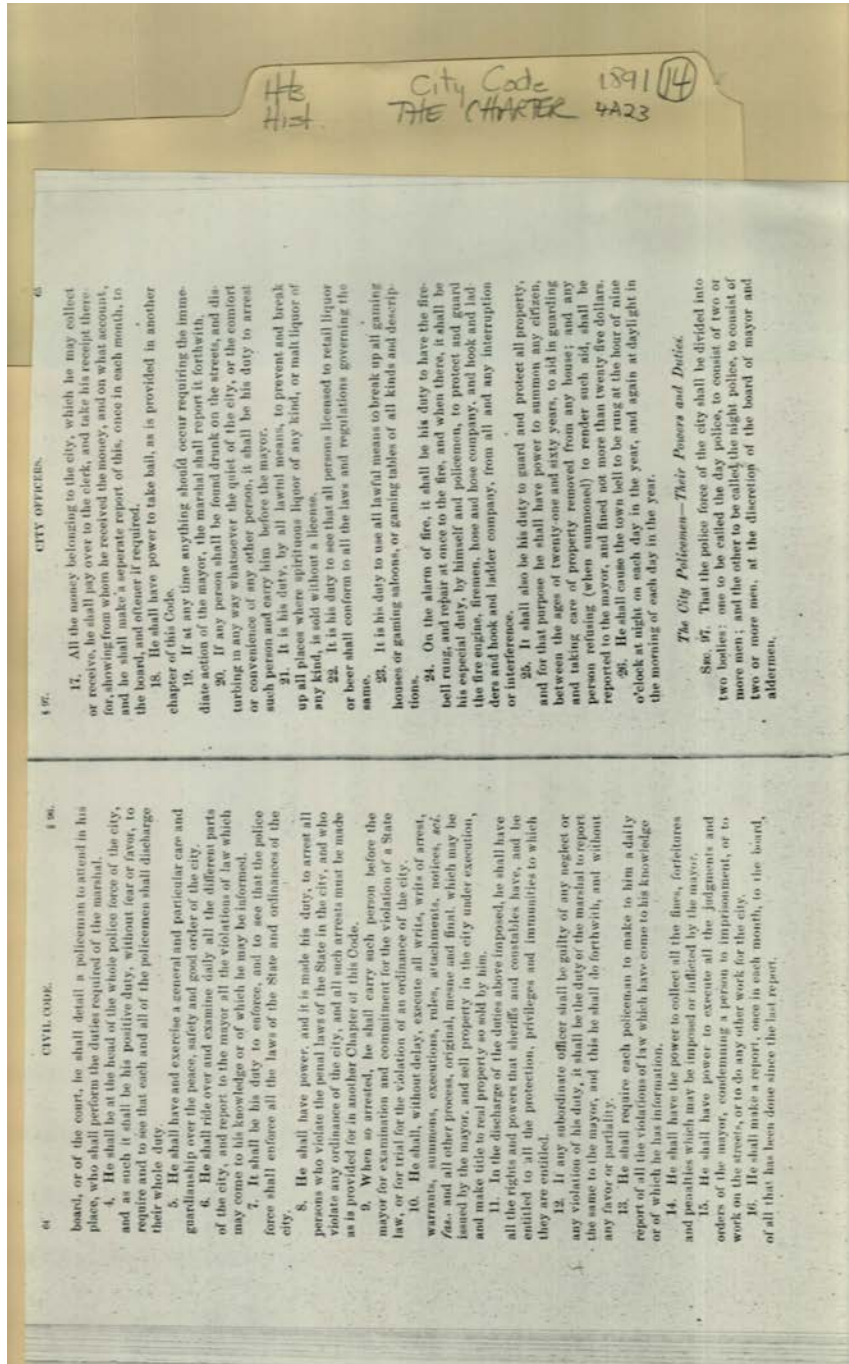 HB City Code 1891 14
Hist. THE CHARTER 4A23
64 CIVIL CODE. § 96.
board, or of the court, he shall detail a policeman to attend in his
place, who shall perform the duties required of the marshal.
4. He shall be at the head of the whole police force of the city,
and as such it shall be his positive duty, without fear or favor, to
require and to see that each and all of the policemen shall discharge
their whole duty.
5. He shall have and exercise a general and particular care and
guardianship over the peace, safety and good order of the city.
6. He shall ride over and examine daily all the different parts
of the city, and report to the mayor all the violations of law which
may come to his knowledge or of which he may be informed.
7. It shall be his duty to enforce, and to see that the police
force shall enforce all the laws of the State and ordinances of the
city.
8. He shall have power, and it is made his duty, to arrest all
persons who violate the penal laws of the State in the city, and who
violate any ordinance of the city, and all such arrests must be made
as is provided for in another Chapter of this Code.
9. When so arrested, he shall carry such person before the
mayor for examination and commitment for the violation of a State
law, or for trial for the violation of an ordinance of the city.
10. He shall, without delay, execute all writs, writs of arrest,
warrants, summons, executions, rules, attachments, notices, sci.
fas., and all other process, original, mesne and final, which may be
issued by the mayor, and sell property in the city under execution,
and make title to real property so sold by him.
11. In the discharge of the duties above imposed, he shall have
all the rights and powers that sheriffs and constables have, and be
entitled to all the protection, privileges and immunities to which
they are entitled.
12. If any subordinate officer shall be guilty of any neglect or
any violation of his duty, it shall be the duty of the marshal to report
the same to the mayor, and this he shall do forthwith, and without
any favor or partiality.
13. He shall require each policeman to make to him a daily
report of all the violations of law which have come to his knowledge
or of which he has information.
14. He shall have the power to collect all the fines, forfeitures
and penalties which may be imposed or inflicted by the mayor.
15. He shall have power to execute all the judgments and
orders of the mayor, condemning a person to imprisonment, or to
work on the streets, or to do any other work for the city.
16. He shall make a report, once in each month, to the board,
of all that has been done since the last report.
§ 97. CITY OFFICERS. 65
17. All the money belonging to the city, which he may collect
or receive, he shall pay over to the clerk, and take his receipt there-
for, showing from whom he received the money, and on what account,
and he shall make a seperate report of this, once in each month, to
the board, and oftener if required.
18. He shall have power to take bail, as is provided in another
chapter of this Code.
19. If at any time anything should occur requiring the imme-
diate action of the mayor, the marshal shall report it forthwith.
20. If any person shall be found drunk on the streets, and dis-
turbing in any way whatsoever the quiet of the city, or the comfort
or convenience of any other person, it shall be his duty to arrest
such person and carry him before the mayor.
21. It is his duty, by all lawful means, to prevent and break
up all places where spirituous liquor of any kind, or malt liquor of
any kind, is sold without a license.
22. It is his duty to see that all persons licensed to retail liquor
or beer shall conform to all the laws and regulations governing the
same.
23. It is his duty to use all lawful means to break up all gaming
houses or gaming saloons, or gaming tables of all kinds and descrip-
tions.
24. On the alarm of fire, it shall be his duty to have the fire-
bell rung, and repair at once to the fire, and when there, it shall be
his especial duty, by himself and policemen, to protect and guard
the fire engine, firemen, hose and hose company, and hook and lad-
ders and hook and ladder company, from all and any interruption
or interference.
25. It shall also be his duty to guard and protect all property,
and for that purpose he shall have power to summon any citizen,
between the ages of twenty-one and sixty years, to aid in guarding
and taking care of property removed from any house; and any
person refusing (when summoned) to render such aid, shall be
reported to the mayor, and fined not more than twenty five dollars.
26. He shall cause the town bell to be rung at the hour of nine
o'clock at night on each day in the year, and again at daylight in
the morning of each day in the year.
The City Policemen—Their Powers and Duties.
SEC. 97. That the police force of the city shall be divided into
two bodies: one to be called the day police, to consist of two or
more men; and the other to be called the night police, to consist of
two or more men, at the discretion of the board of mayor and
aldermen.